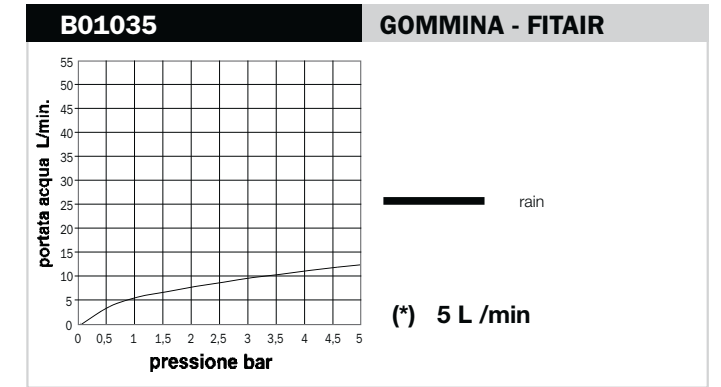 B01035
GOMMINA - FITAIR
portata acqua L/min.
55
50
45
40
35
30
25
20
15
10
5
0
0 0,5 1 1,5 2 2,5 3 3,5 4 4,5 5
pressione bar
rain
(*) 5 L /min